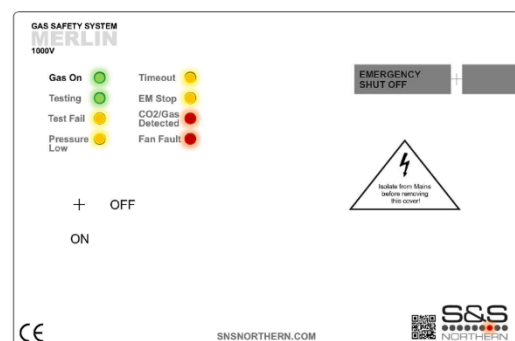 GAS SAFETY SYSTEM
MERLIN
1000V
Gas On
Testing
Test Fail
Pressure
Low
Timeout
EM Stop
CO2/Gas
Detected
Fan Fault
OFF
ON
EMERGENCY
SHUT OFF
Isolate from Mains
before removing
this cover!
CE
SNSNORTHERN.COM
S&S
NORTHERN